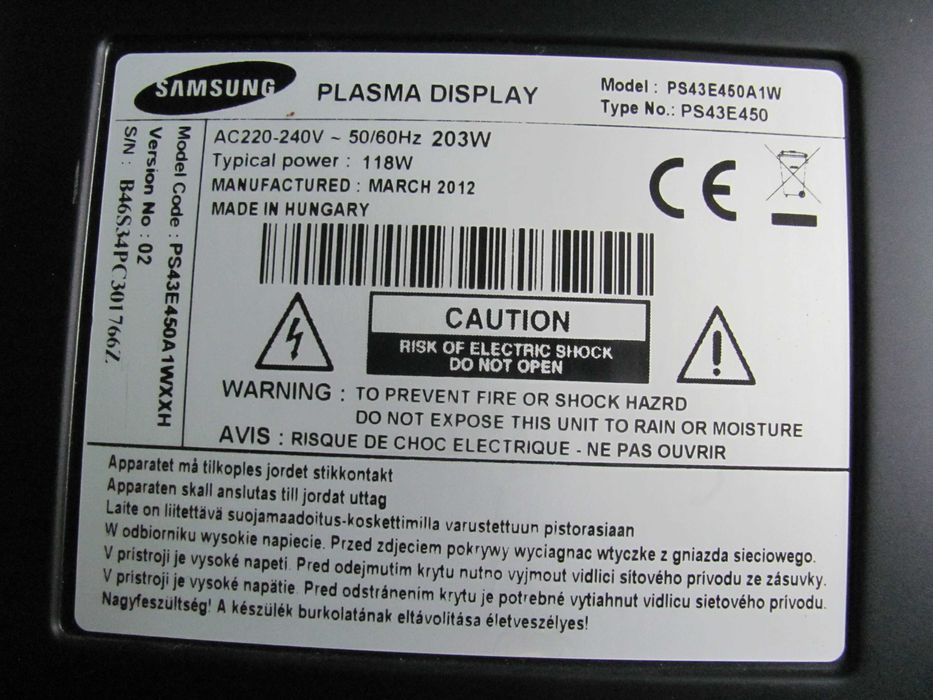 SAMSUNG
PLASMA DISPLAY
Model : PS43E450A1W
Type No.: PS43E450
Model Code : PS43E450A1WXXH
Version No : 02
S/N : B46S34PC301766Z
AC220-240V ~ 50/60Hz 203W
Typical power : 118W
MANUFACTURED : MARCH 2012
MADE IN HUNGARY
CE
CAUTION
RISK OF ELECTRIC SHOCK
DO NOT OPEN
WARNING : TO PREVENT FIRE OR SHOCK HAZRD
DO NOT EXPOSE THIS UNIT TO RAIN OR MOISTURE
AVIS : RISQUE DE CHOC ELECTRIQUE - NE PAS OUVRIR
Apparatet må tilkoples jordet stikkontakt
Apparaten skall anslutas till jordat uttag
Laite on liitettävä suojamaadoitus-koskettimilla varustettuun pistorasiaan
W odbiorniku wysokie napiecie. Przed zdjeciem pokrywy wyciagnac wtyczke z gniazda sieciowego.
V pristroji je vysoké napetí. Pred odejmutím krytu nutno vyjmout vidlici sítového prívodu ze zásuvky.
V prístroji je vysoké napätie. Pred odstránením krytu je potrebné vytiahnut vidlicu sietového prívodu.
Nagyfeszültség! A készülék burkolatának eltávolítása életveszélyes!